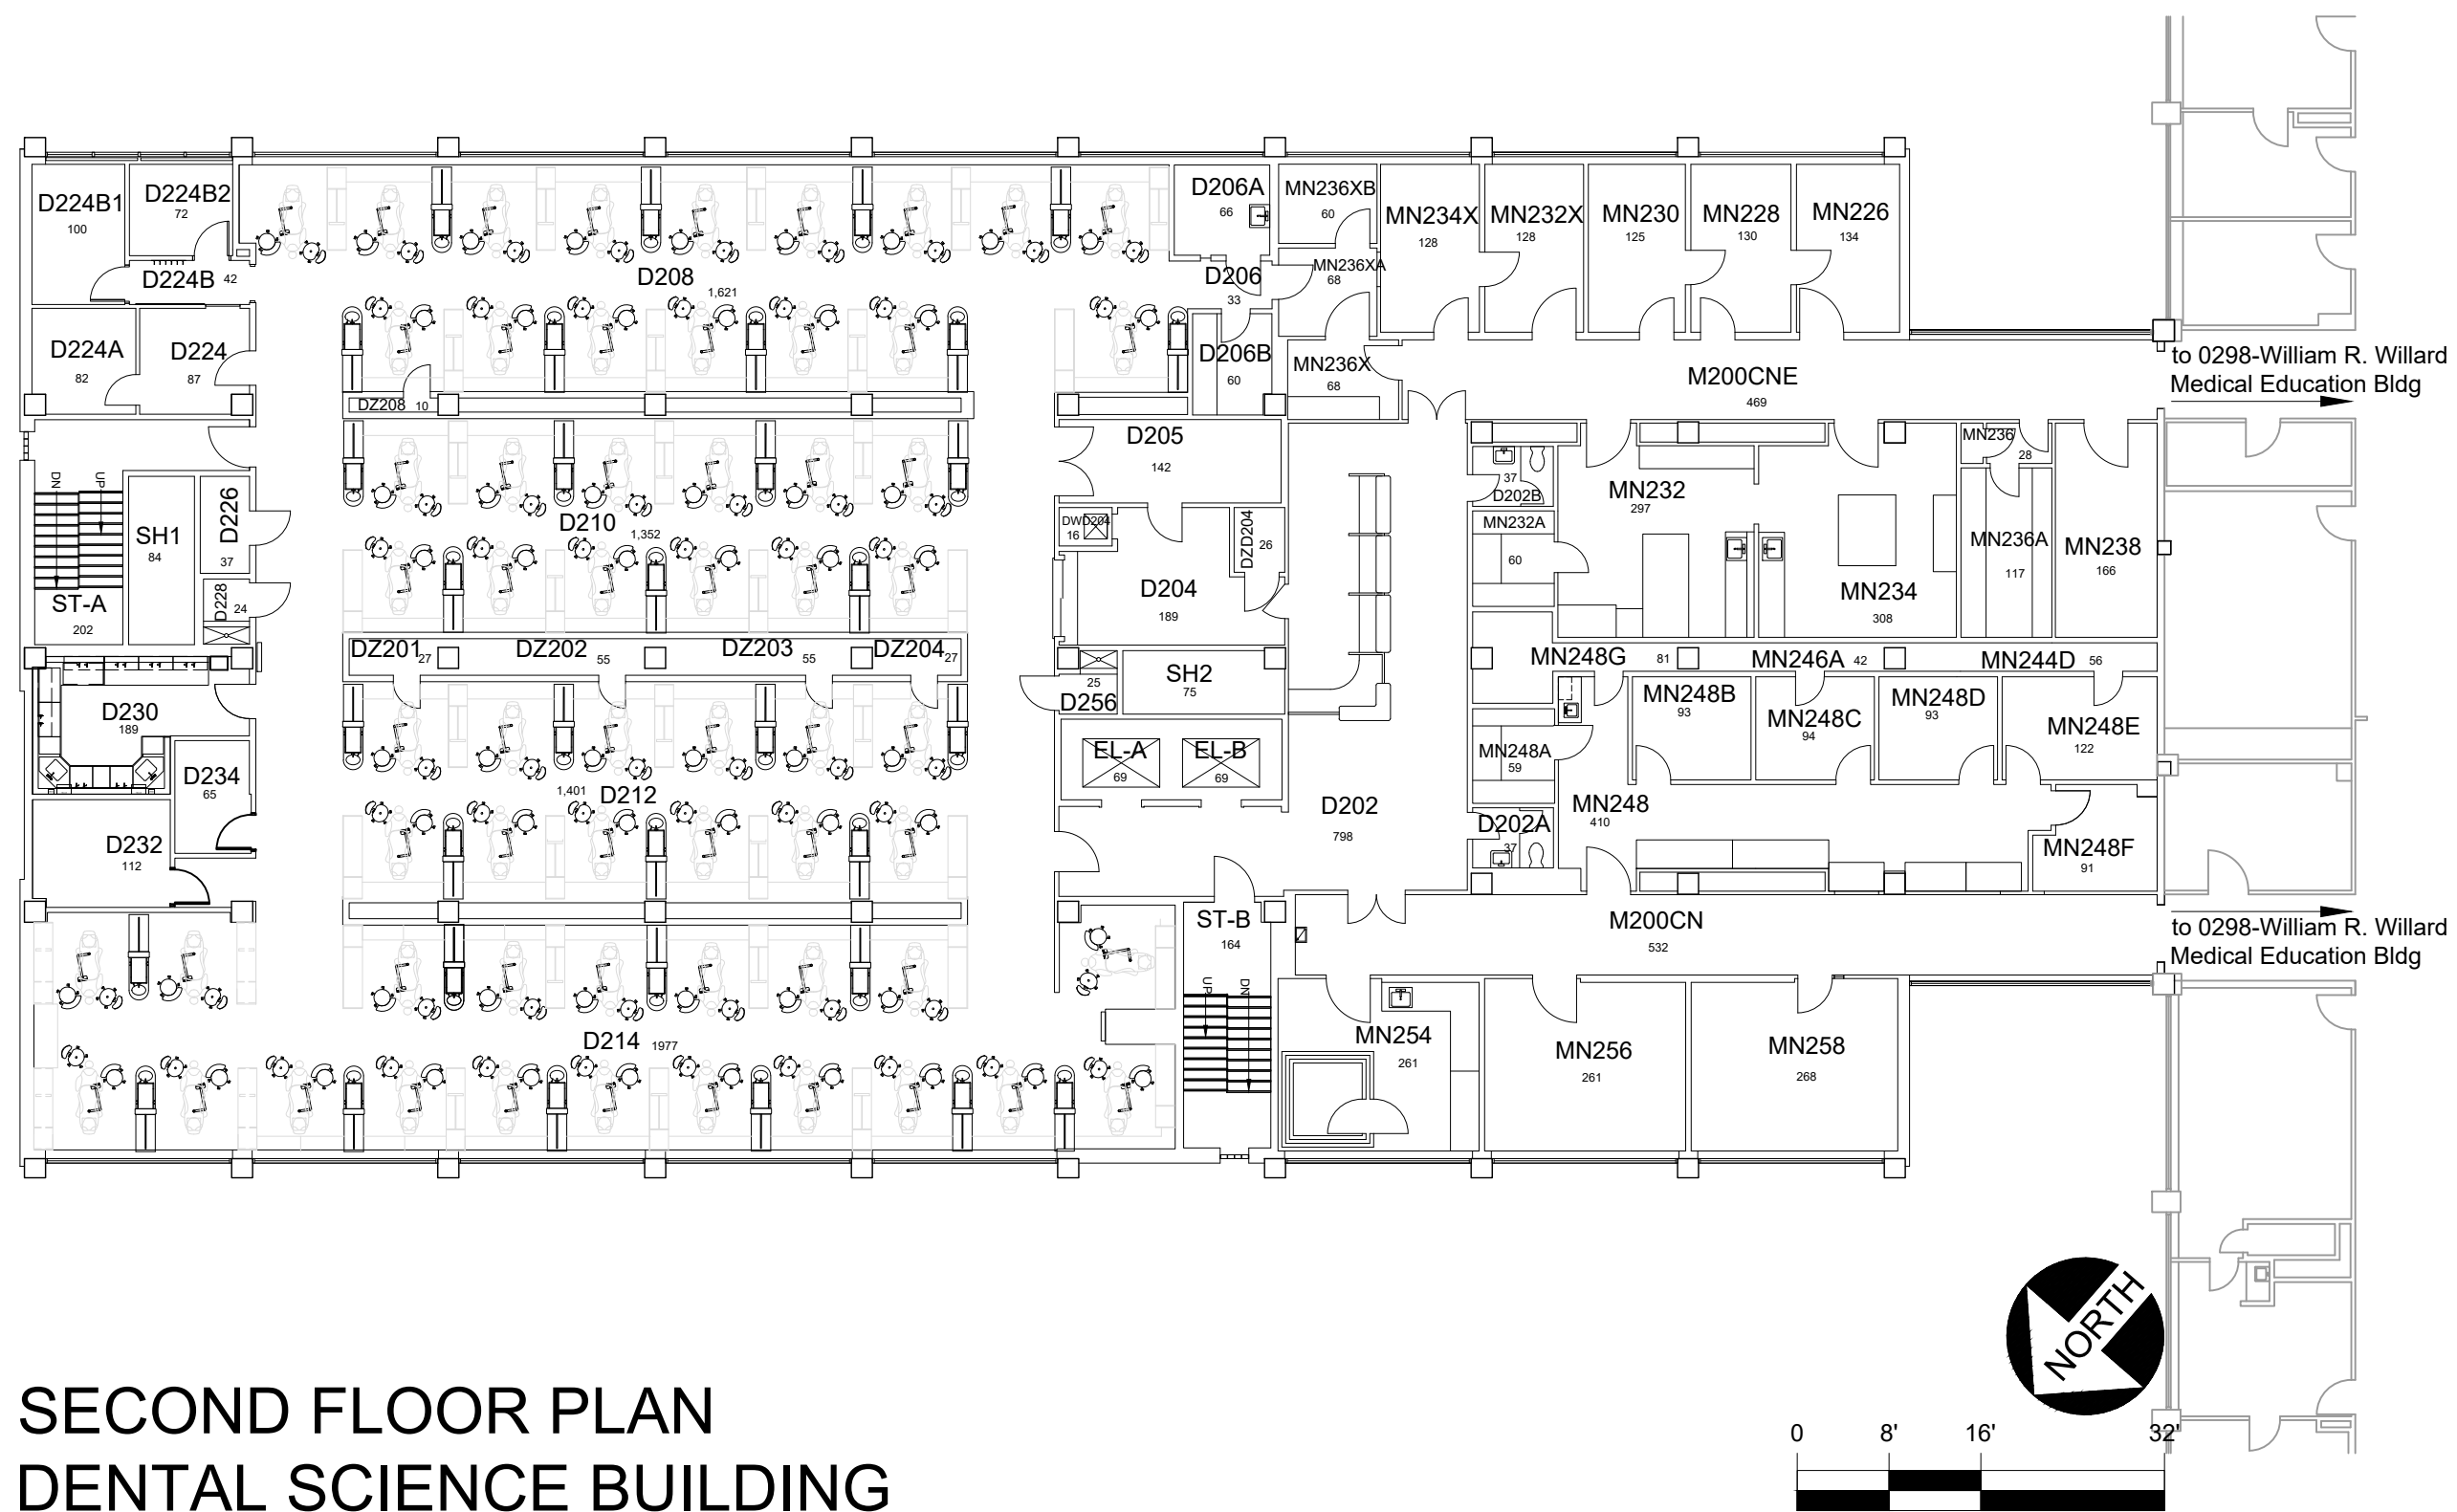 D224B1
100
D224B2
72
D224B 42
D224A
82
D224
87
D208
1,621
D206A
66
D206
33
D206B
60
MN236XB
60
MN236XA
68
MN236X
68
MN234X
128
MN232X
128
MN230
125
MN228
130
MN226
134
M200CNE
469
to 0298-William R. Willard
Medical Education Bldg
DZ208 10
D205
142
D210
1,352
DN
UP
ST-A
202
SH1
84
D226
37
D228
24
DWD204
16
DZD204
26
D204
189
37
D202B
MN232A
60
MN232
297
MN234
308
MN236
28
MN236A
117
MN238
166
DZ201 27
DZ202 55
DZ203 55
DZ204 27
25
D256
SH2
75
MN248G 81
MN246A 42
MN244D 56
D230
189
D234
65
D232
112
1,401 D212
EL-A
69
EL-B
69
D202
798
MN248A
59
D202A
37
MN248B
93
MN248C
94
MN248D
93
MN248E
122
MN248
410
MN248F
91
ST-B
164
UP
DN
M200CN
532
to 0298-William R. Willard
Medical Education Bldg
D214 1977
MN254
261
MN256
261
MN258
268
NORTH
0 8' 16' 32'
SECOND FLOOR PLAN
DENTAL SCIENCE BUILDING